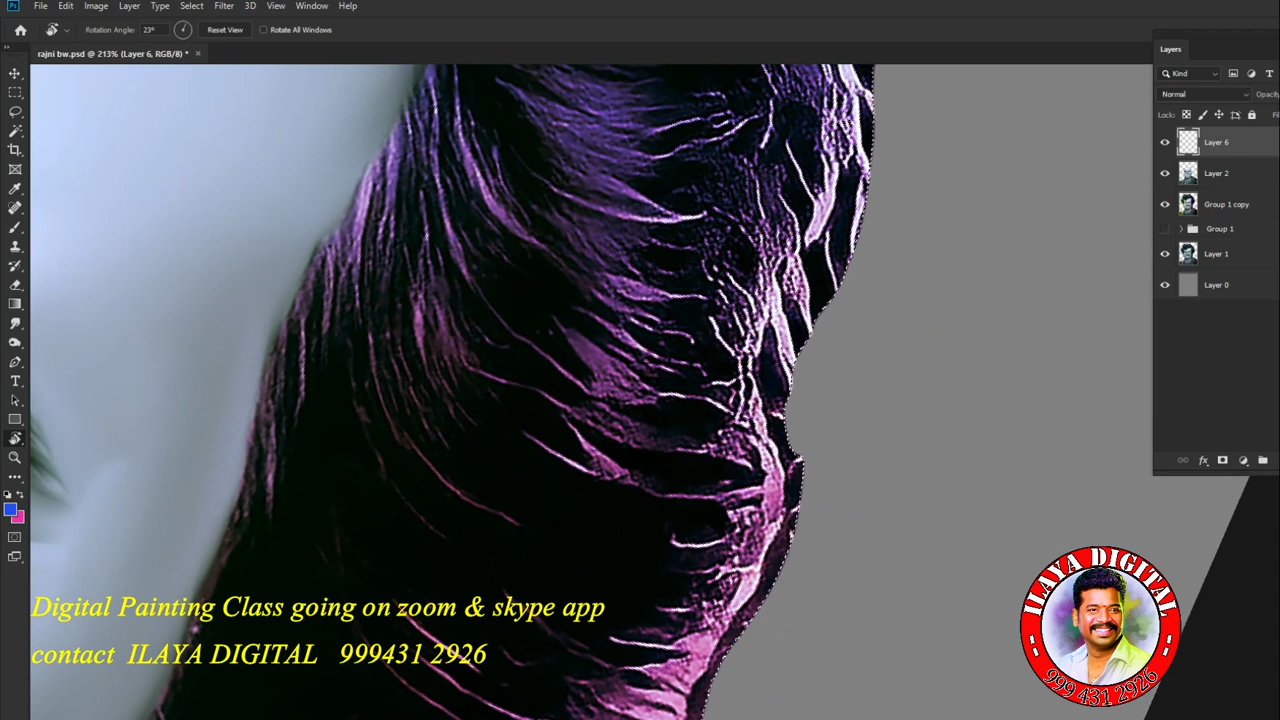 File Edit Image Layer Type Select Filter 3D View Window Help
Rotation Angle: 23° Reset View Rotate All Windows
rajni bw.psd @ 213% (Layer 6, RGB/8) *
Layers
Kind
Normal Opacity
Lock: Fi
Layer 6
Layer 2
Group 1 copy
Group 1
Layer 1
Layer 0
Digital Painting Class going on zoom & skype app
contact ILAYA DIGITAL 999431 2926
ILAYA DIGITAL
999 431 2926